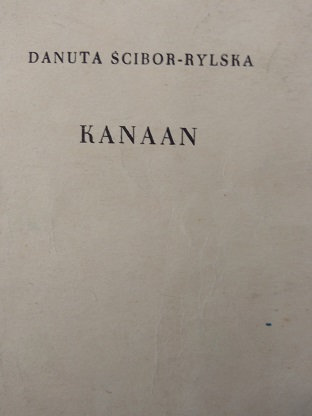 DANUTA ŚCIBOR-RYLSKA
KANAAN